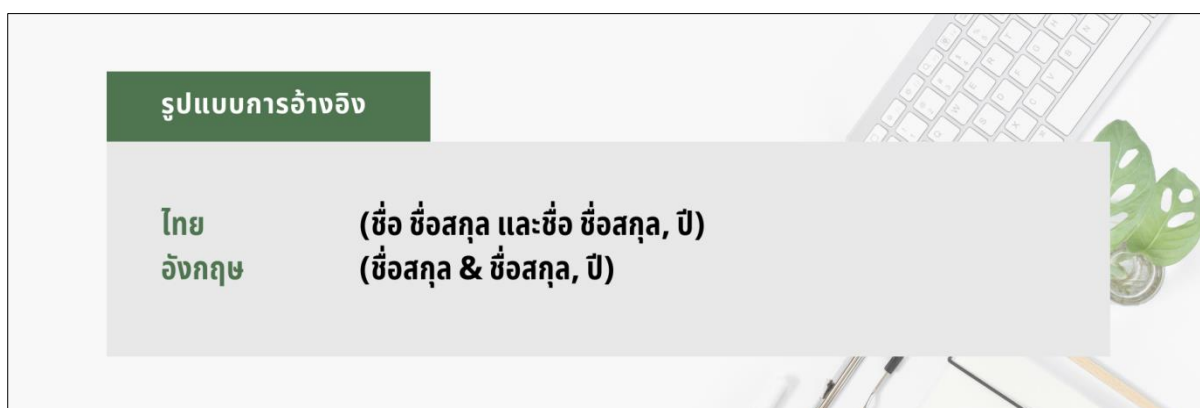 รูปแบบการอ้างอิง
ไทย (ชื่อ ชื่อสกุล และชื่อ ชื่อสกุล, ปี)
อังกฤษ (ชื่อสกุล & ชื่อสกุล, ปี)